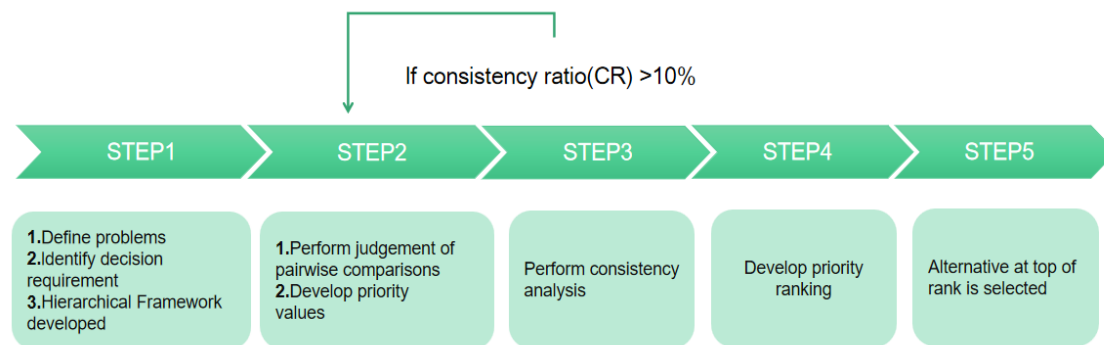 If consistency ratio(CR) >10%
STEP1
STEP2
STEP3
STEP4
STEP5
1.Define problems
2.Identify decision
requirement
3.Hierarchical Framework
developed
1.Perform judgement of
pairwise comparisons
2.Develop priority
values
Perform consistency
analysis
Develop priority
ranking
Alternative at top of
rank is selected